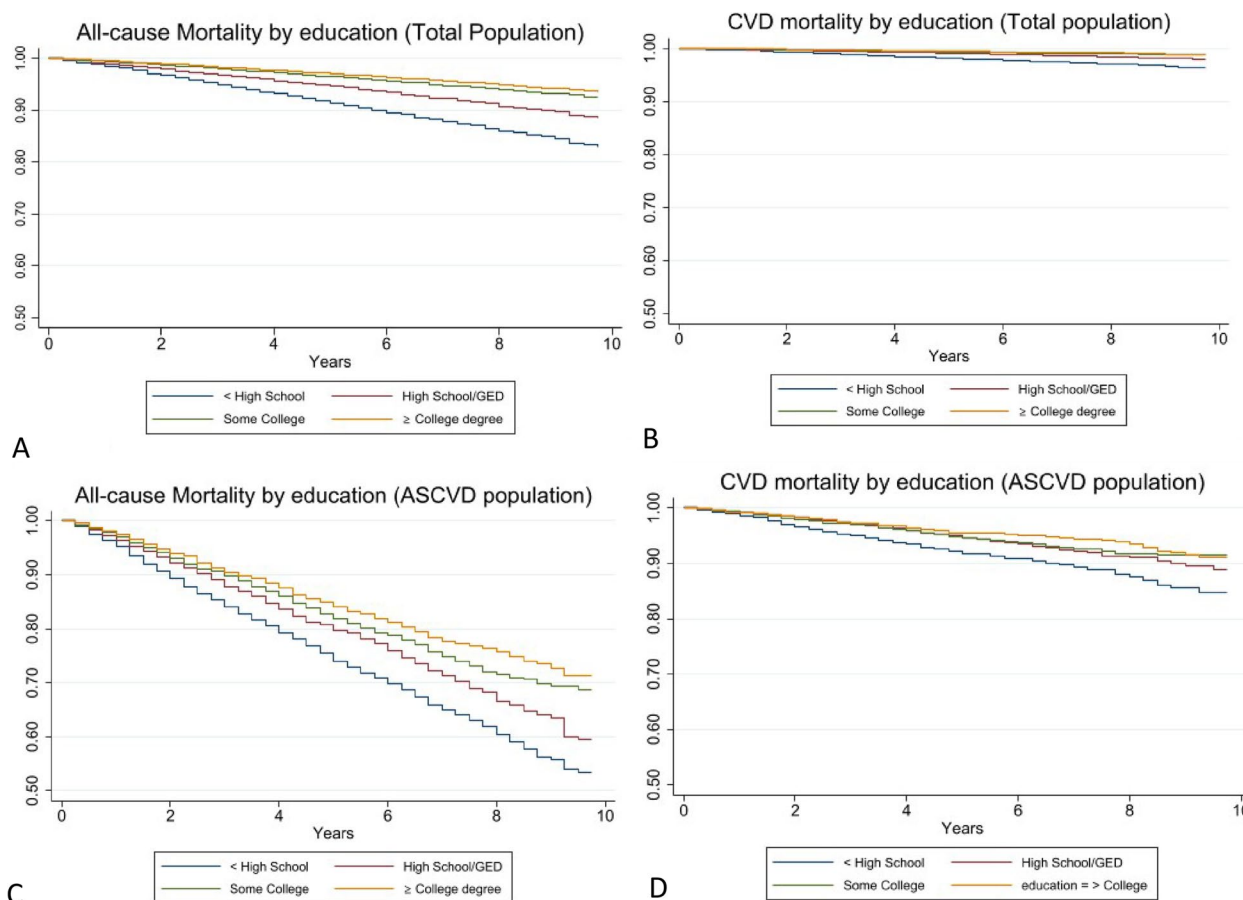 All-cause Mortality by education (Total Population)
1.00
0.90
0.80
0.70
0.60
0.50
0 2 4 6 8 10
Years
< High School High School/GED
Some College ≥ College degree
A
CVD mortality by education (Total population)
1.00
0.90
0.80
0.70
0.60
0.50
0 2 4 6 8 10
Years
< High School High School/GED
Some College ≥ College degree
B
All-cause Mortality by education (ASCVD population)
1.00
0.90
0.80
0.70
0.60
0.50
0 2 4 6 8 10
Years
< High School High School/GED
Some College ≥ College degree
C
CVD mortality by education (ASCVD population)
1.00
0.90
0.80
0.70
0.60
0.50
0 2 4 6 8 10
Years
< High School High School/GED
Some College education = > College
D